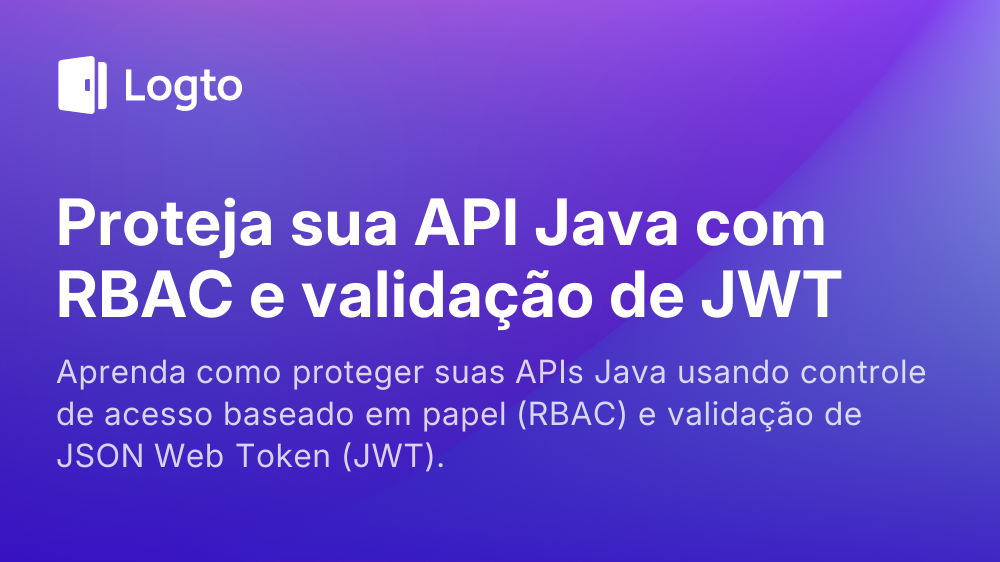 Logto
Proteja sua API Java com
RBAC e validação de JWT
Aprenda como proteger suas APIs Java usando controle
de acesso baseado em papel (RBAC) e validação de
JSON Web Token (JWT).